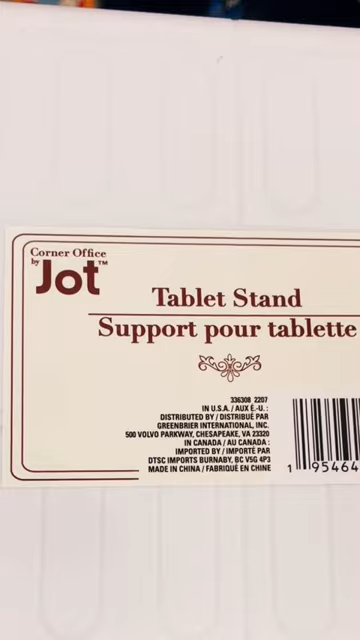 Corner Office
by Jot™
Tablet Stand
Support pour tablette
336308 2207
IN U.S.A. / AUX É.-U. :
DISTRIBUTED BY / DISTRIBUÉ PAR
GREENBRIER INTERNATIONAL, INC.
500 VOLVO PARKWAY, CHESAPEAKE, VA 23320
IN CANADA / AU CANADA :
IMPORTED BY / IMPORTÉ PAR
DTSC IMPORTS BURNABY, BC V5G 4P3
MADE IN CHINA / FABRIQUÉ EN CHINE
1 95464